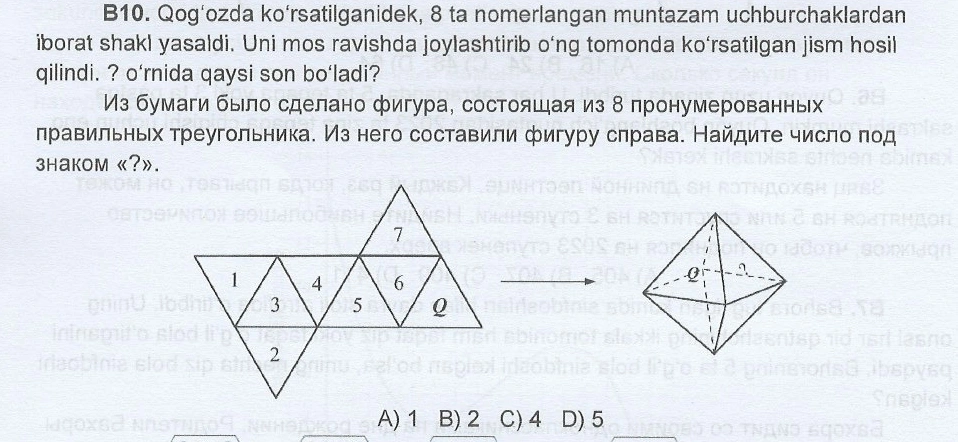 B10. Qog‘ozda ko‘rsatilganidek, 8 ta nomerlangan muntazam uchburchaklardan
iborat shakl yasaldi. Uni mos ravishda joylashtirib o‘ng tomonda ko‘rsatilgan jism hosil
qilindi. ? o‘rnida qaysi son bo‘ladi?
Из бумаги было сделано фигура, состоящая из 8 пронумерованных
правильных треугольника. Из него составили фигуру справа. Найдите число под
знаком «?».
7
1 3 4 5 6 Q
2
Q ?
A) 1 B) 2 C) 4 D) 5